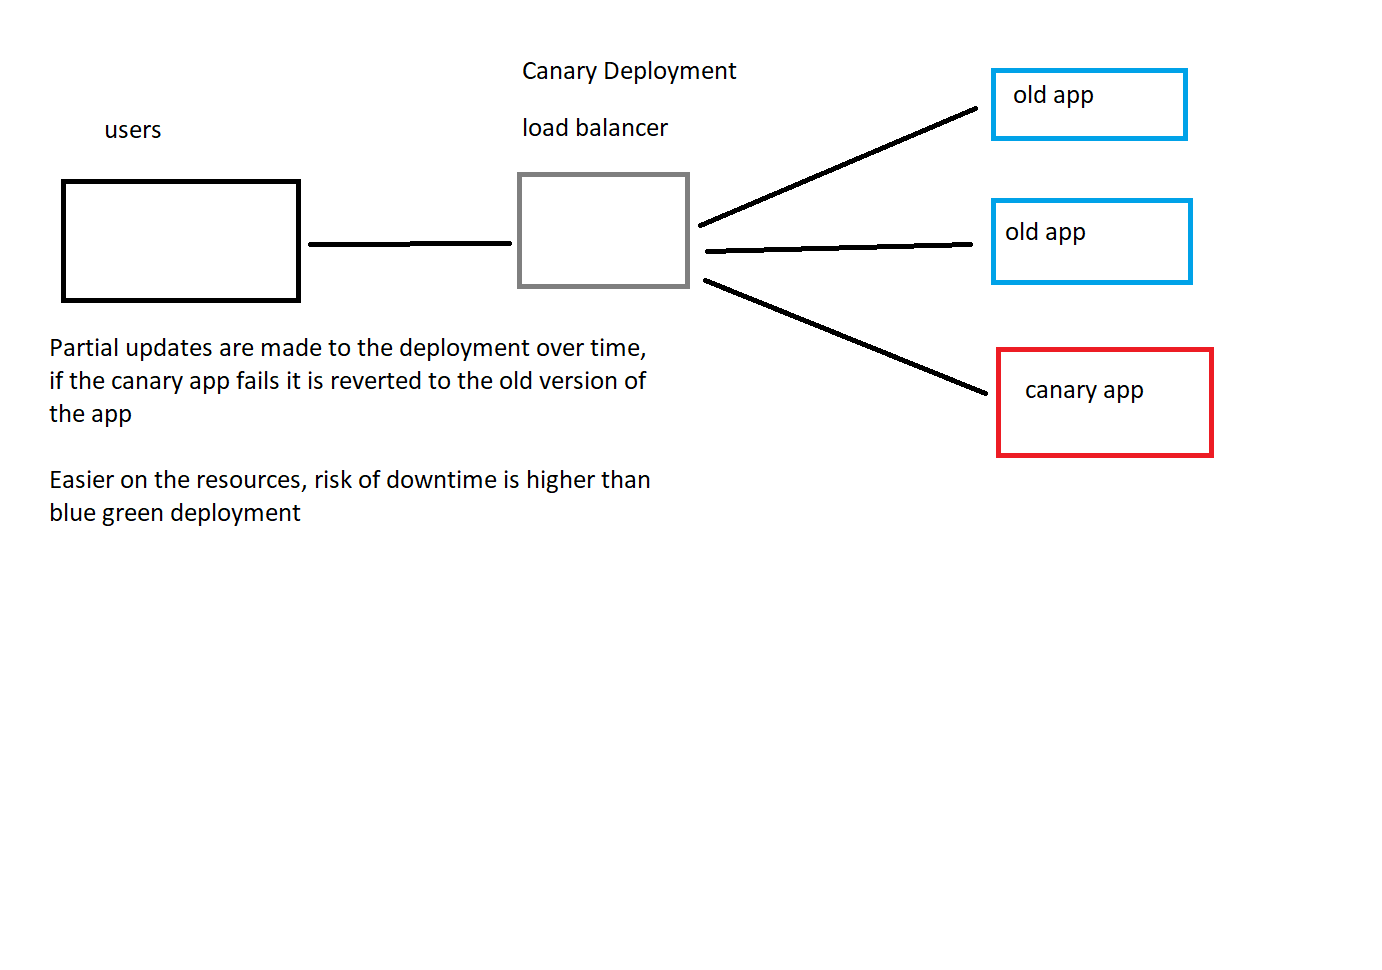 Canary Deployment
users
load balancer
old app
old app
canary app
Partial updates are made to the deployment over time,
if the canary app fails it is reverted to the old version of
the app
Easier on the resources, risk of downtime is higher than
blue green deployment